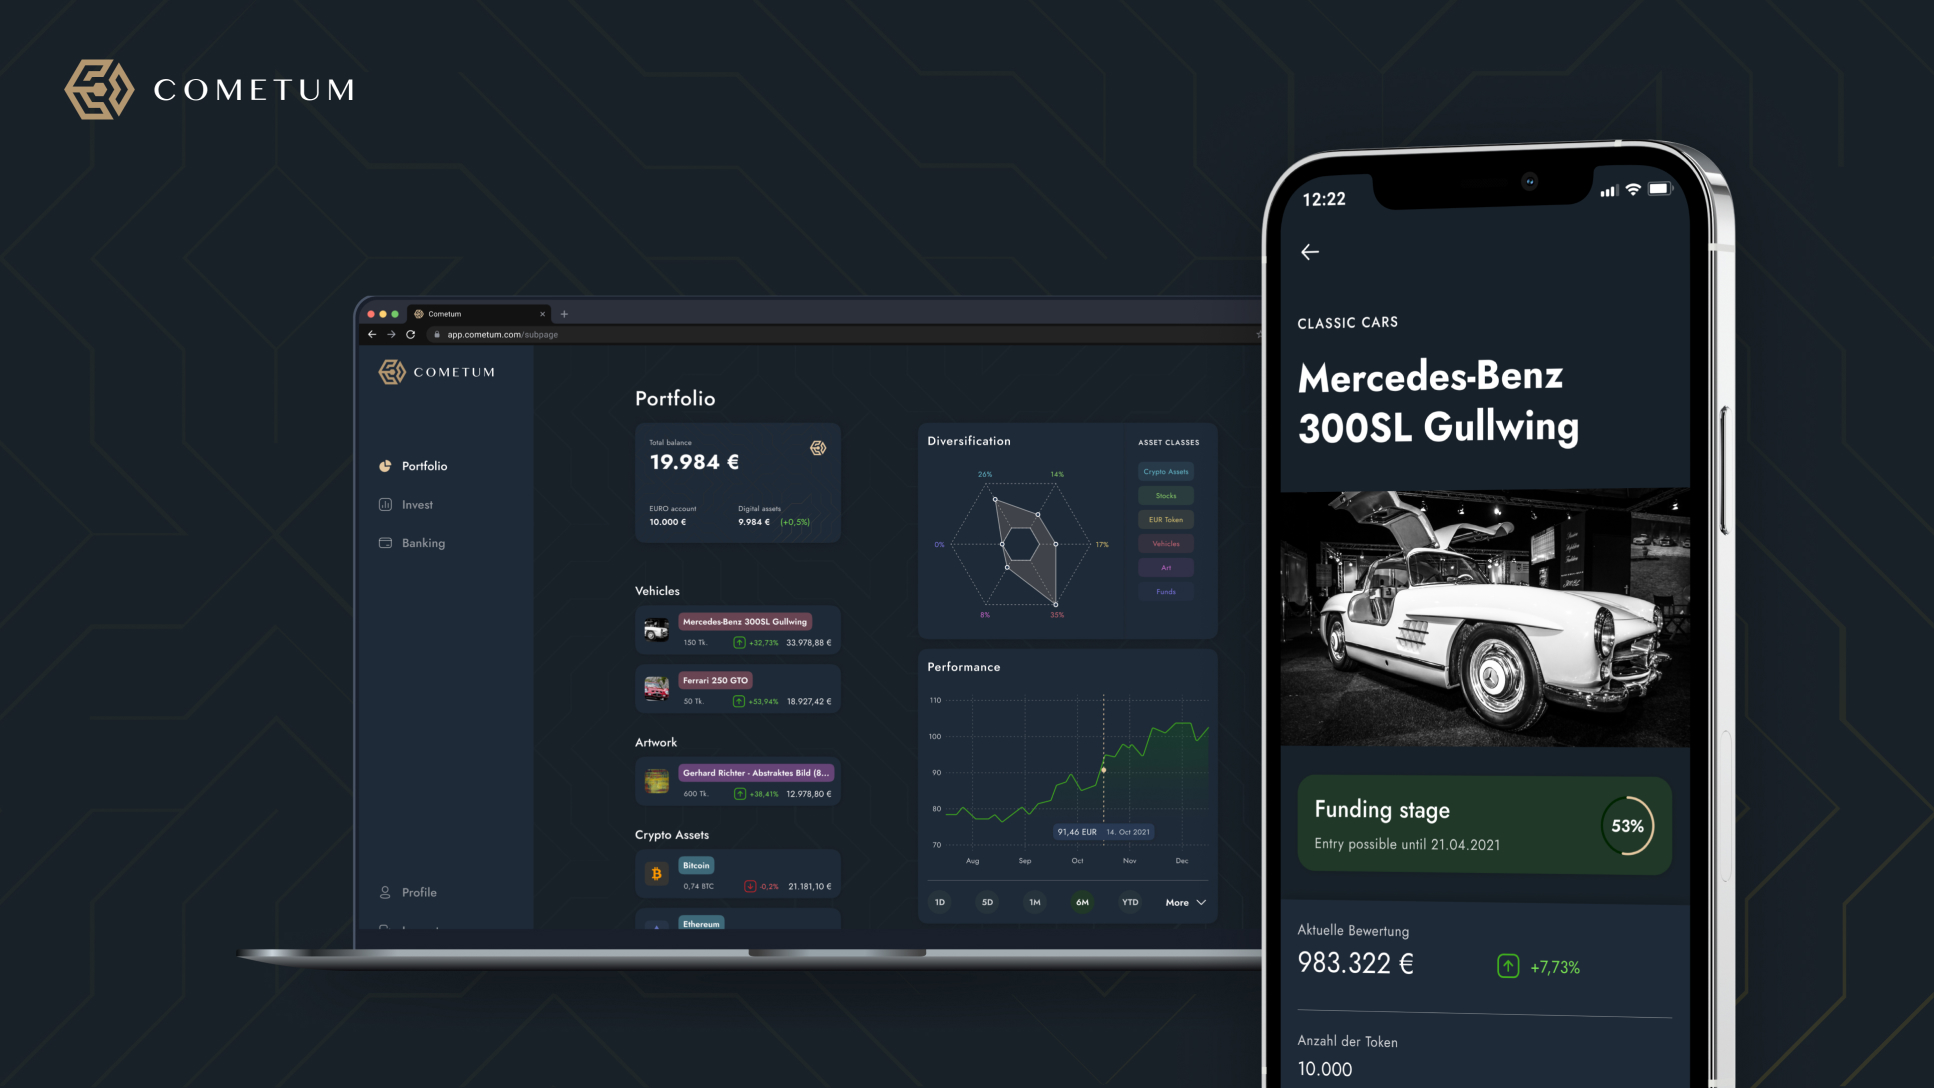 COMETUM
Cometum
app.cometum.com/subpage
COMETUM
Portfolio
Invest
Banking
Profile
Portfolio
Total balance
19.984 €
EURO account
10.000 €
Digital assets
9.984 € (+0,5%)
Vehicles
Mercedes-Benz 300SL Gullwing
150 Tk. +32,73% 33.978,88 €
Ferrari 250 GTO
50 Tk. +53,94% 18.927,42 €
Artwork
Gerhard Richter - Abstraktes Bild (8...
600 Tk. +38,41% 12.978,80 €
Crypto Assets
Bitcoin
0,74 BTC -0,2% 21.181,10 €
Ethereum
Diversification
26% 14%
0% 17%
8% 35%
ASSET CLASSES
Crypto Assets
Stocks
EUR Token
Vehicles
Art
Funds
Performance
110
100
90
80
70
91,46 EUR 14. Oct 2021
Aug Sep Oct Nov Dec
1D 5D 1M 6M YTD More
12:22
CLASSIC CARS
Mercedes-Benz
300SL Gullwing
Funding stage
Entry possible until 21.04.2021
53%
Aktuelle Bewertung
983.322 € +7,73%
Anzahl der Token
10.000